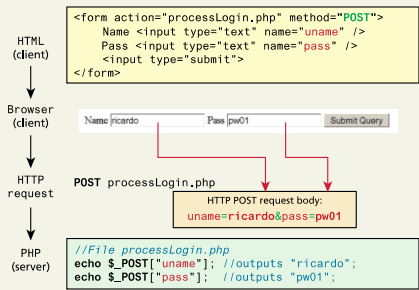 <form action="processLogin.php" method="POST">
Name <input type="text" name="uname" />
Pass <input type="text" name="pass" />
<input type="submit">
</form>
HTML
(client)
Browser
(client)
Name ricardo Pass pw01 Submit Query
HTTP
request
POST processLogin.php
HTTP POST request body:
uname=ricardo&pass=pw01
PHP
(server)
//File processLogin.php
echo $_POST["uname"]; //outputs "ricardo";
echo $_POST["pass"]; //outputs "pw01";